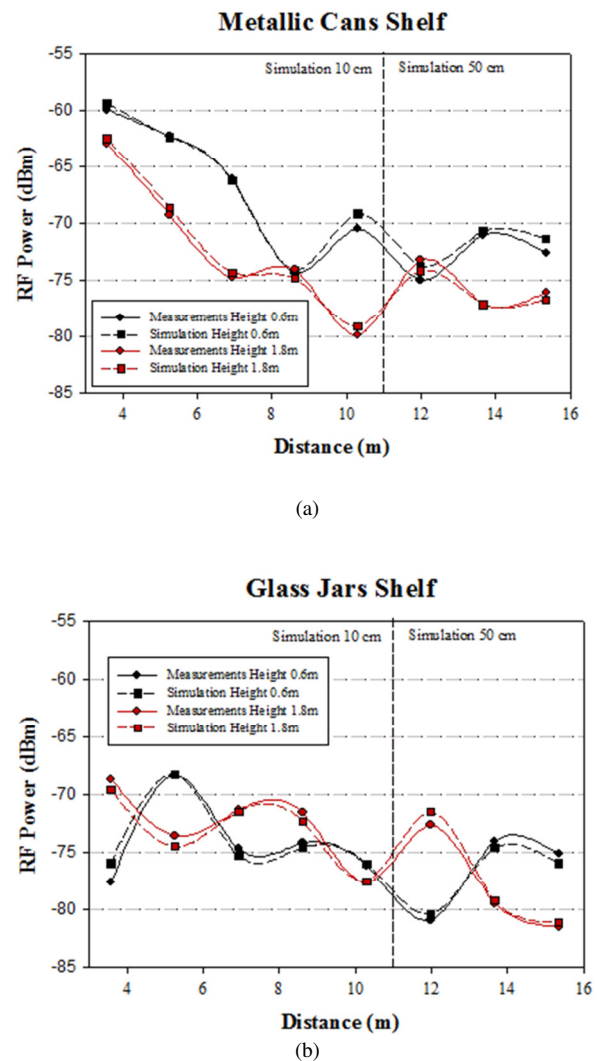 Metallic Cans Shelf
-55
-60
-65
-70
-75
-80
-85
RF Power (dBm)
Simulation 10 cm
Simulation 50 cm
Measurements Height 0.6m
Simulation Height 0.6m
Measurements Height 1.8m
Simulation Height 1.8m
4 6 8 10 12 14 16
Distance (m)
(a)
Glass Jars Shelf
-55
-60
-65
-70
-75
-80
-85
RF Power (dBm)
Simulation 10 cm
Simulation 50 cm
Measurements Height 0.6m
Simulation Height 0.6m
Measurements Height 1.8m
Simulation Height 1.8m
4 6 8 10 12 14 16
Distance (m)
(b)